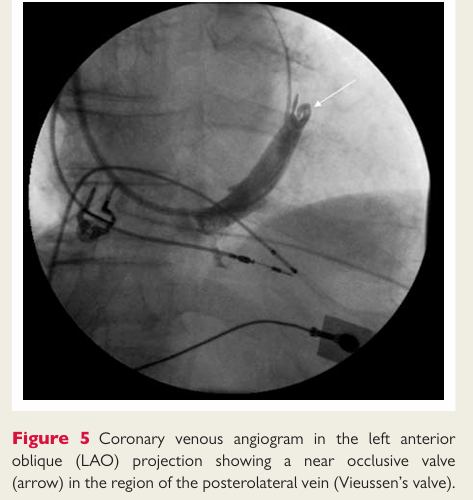 Figure 5 Coronary venous angiogram in the left anterior
oblique (LAO) projection showing a near occlusive valve
(arrow) in the region of the posterolateral vein (Vieussen's valve).